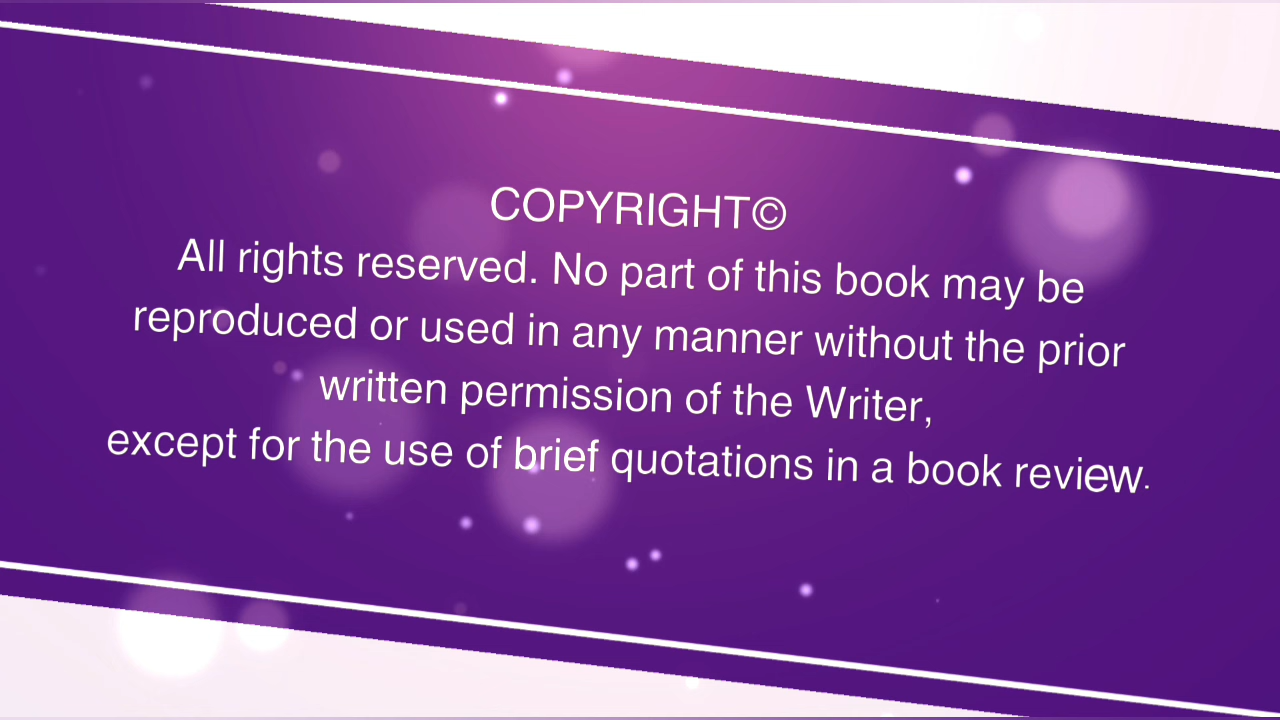 COPYRIGHT©
All rights reserved. No part of this book may be
reproduced or used in any manner without the prior
written permission of the Writer,
except for the use of brief quotations in a book review.